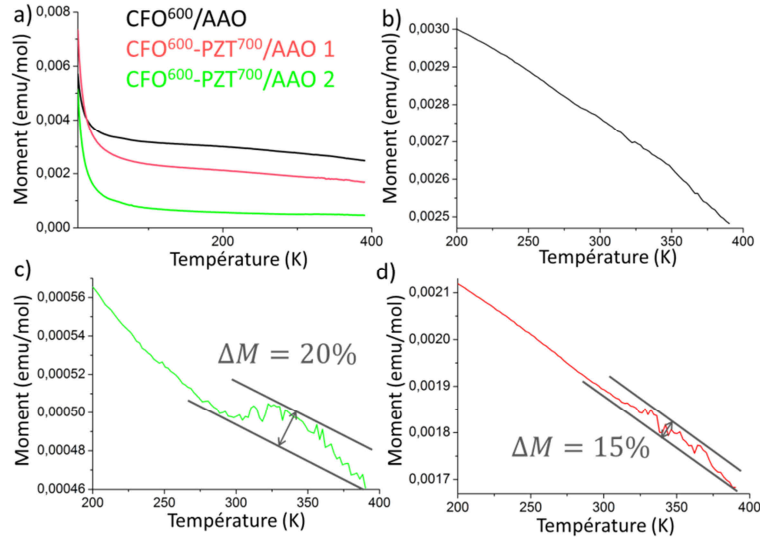 a)
CFO⁶⁰⁰/AAO
CFO⁶⁰⁰-PZT⁷⁰⁰/AAO 1
CFO⁶⁰⁰-PZT⁷⁰⁰/AAO 2
Moment (emu/mol)
0,008
0,006
0,004
0,002
0,000
200
400
Température (K)
b)
Moment (emu/mol)
0,0030
0,0029
0,0028
0,0027
0,0026
0,0025
200
250
300
350
400
Température (K)
c)
Moment (emu/mol)
0,00056
0,00054
0,00052
0,00050
0,00048
0,00046
ΔM = 20%
200
250
300
350
400
Température (K)
d)
Moment (emu/mol)
0,0021
0,0020
0,0019
0,0018
0,0017
ΔM = 15%
200
250
300
350
400
Température (K)